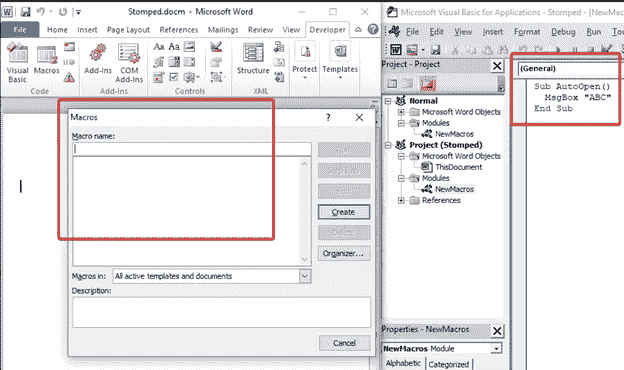 Stomped.docm - Microsoft Word
File Home Insert Page Layout References Mailings Review View Developer
Visual Basic
Macros
Add-Ins
COM Add-Ins
Structure
Protect
Templates
Code Add-Ins Controls XML
Macros
Macro name:
Run
Step Into
Edit
Create
Delete
Organizer...
Macros in: All active templates and documents
Description:
Cancel
Microsoft Visual Basic for Applications - Stomped - [NewMacros
File Edit View Insert Format Debug Run
Project - Project
Normal
Microsoft Word Objects
Modules
NewMacros
Project (Stomped)
Microsoft Word Objects
ThisDocument
Modules
NewMacros
References
Properties - NewMacros
NewMacros Module
Alphabetic Categorized
(General)
Sub AutoOpen()
MsgBox "ABC"
End Sub